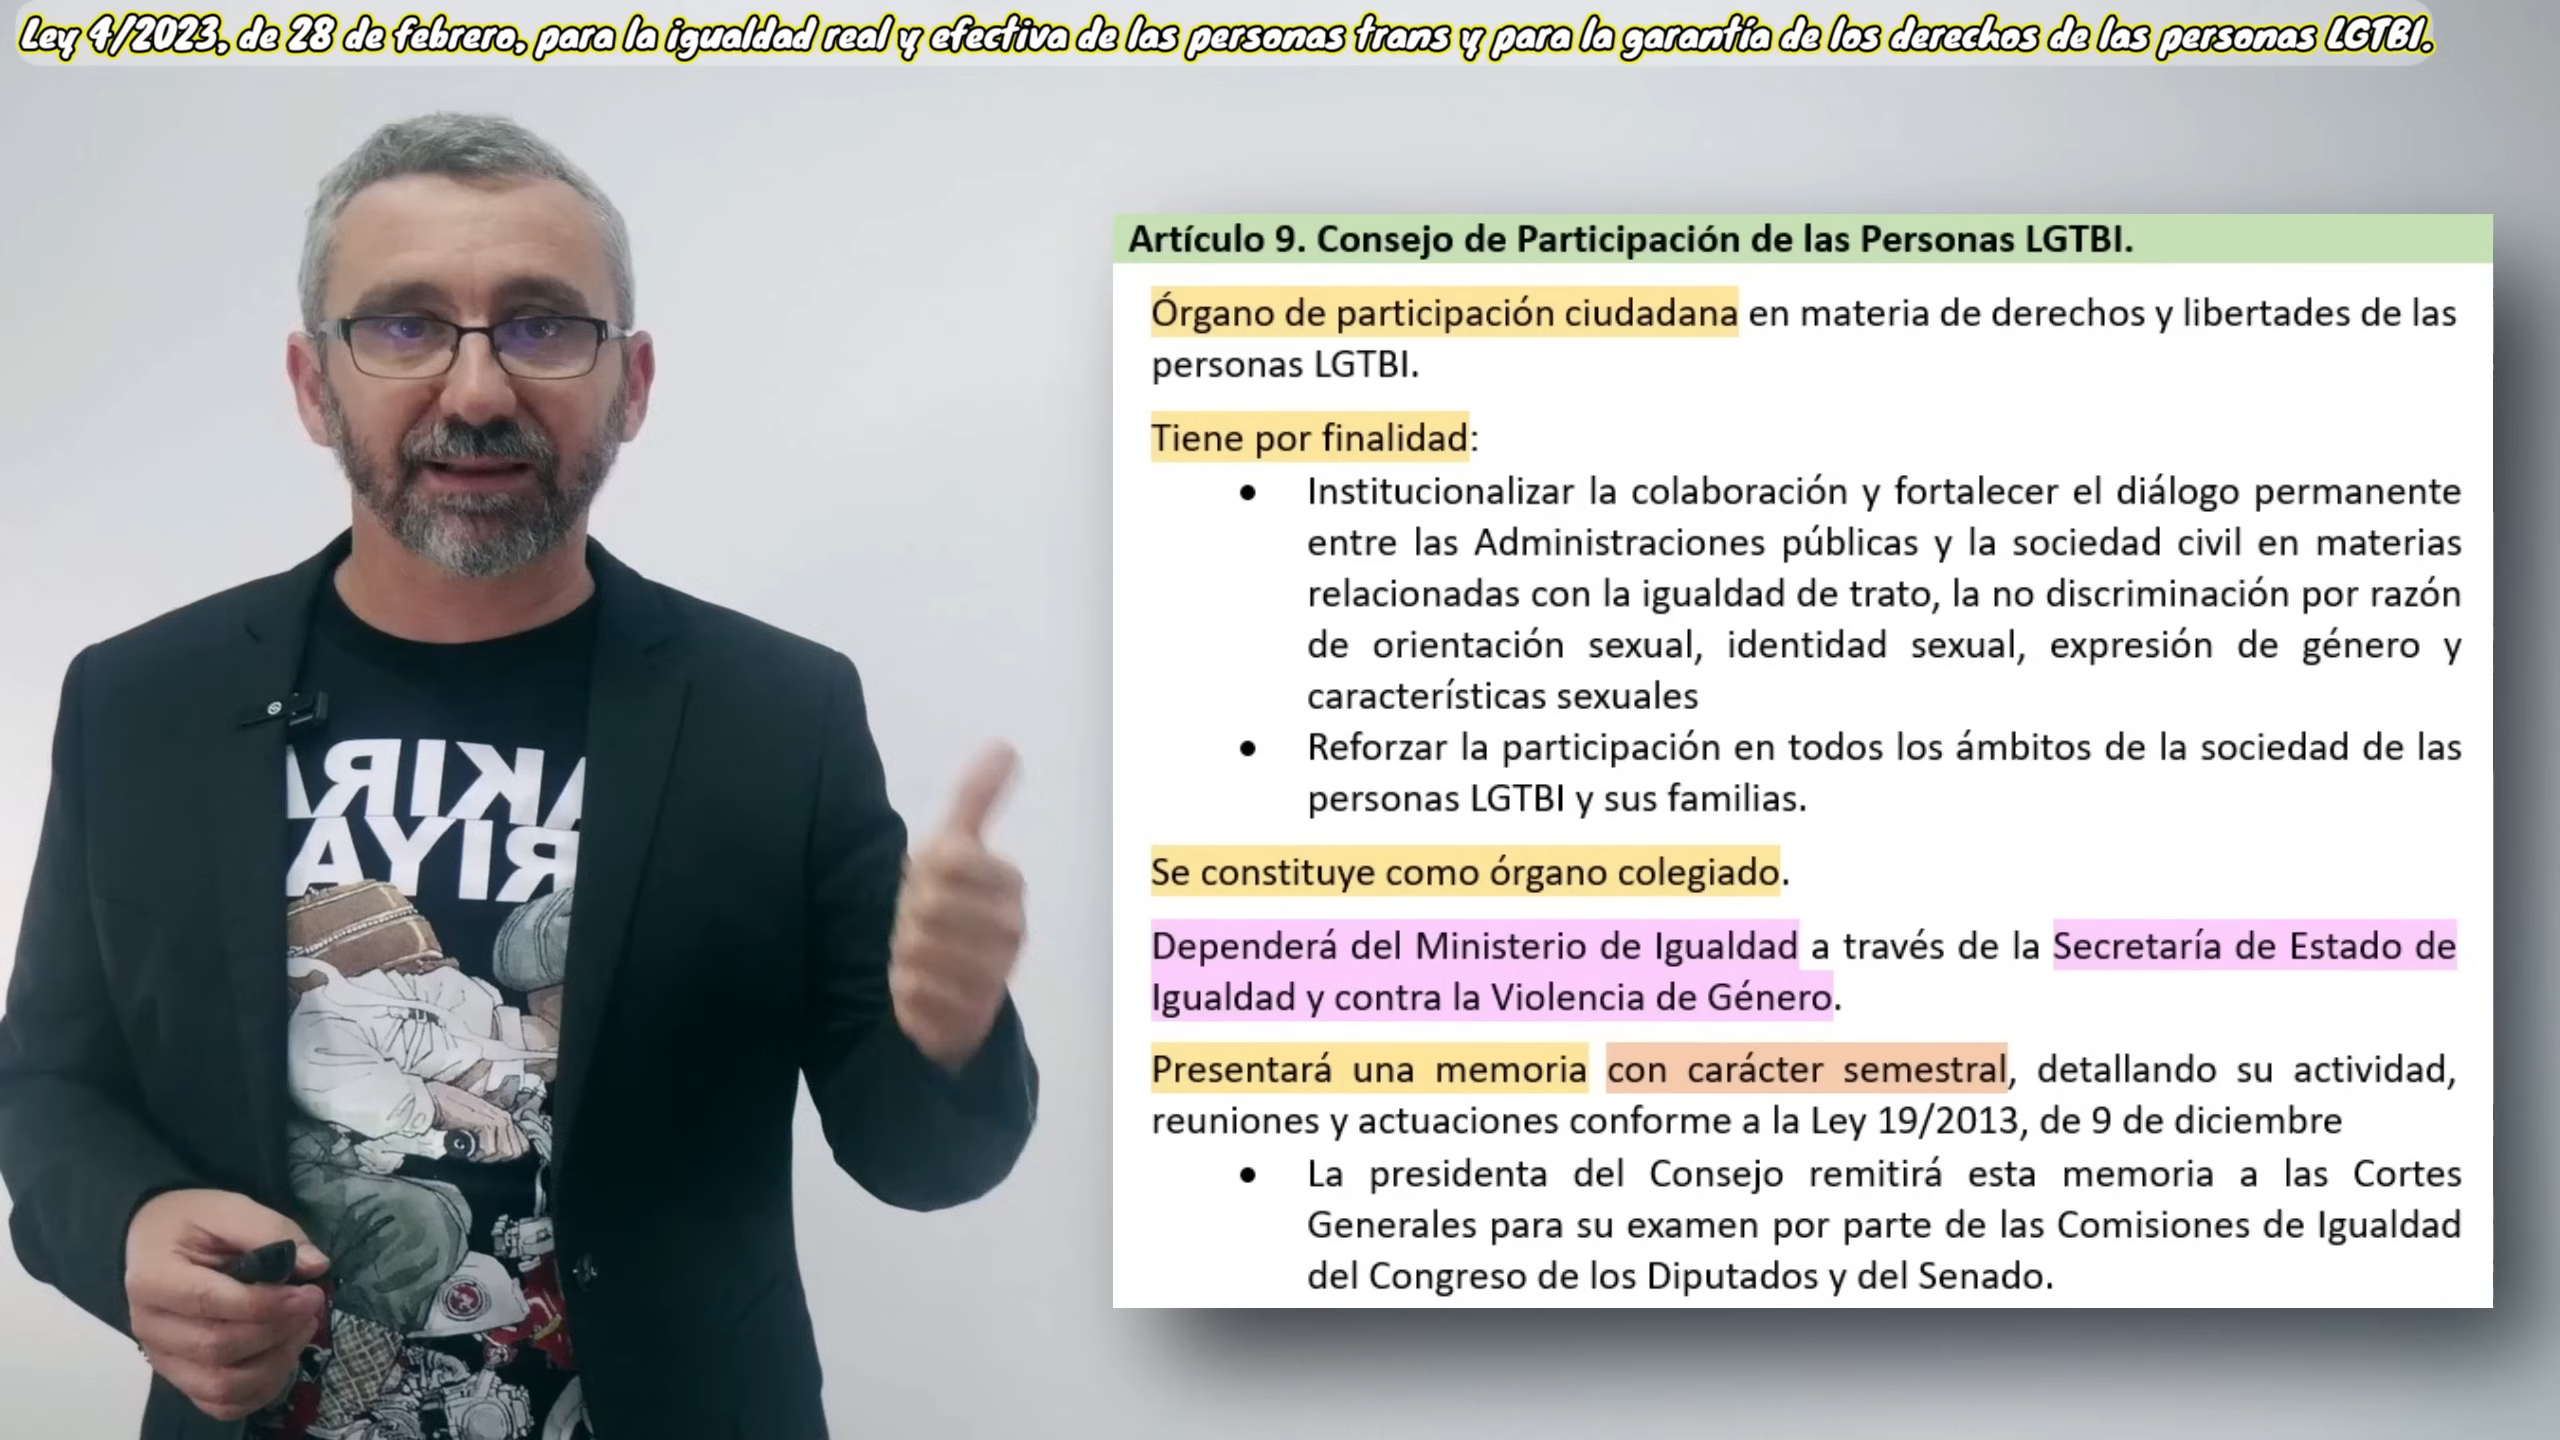 Ley 4/2023, de 28 de febrero, para la igualdad real y efectiva de las personas trans y para la garantía de los derechos de las personas LGTBI.
AKIRA
TORIYAMA
Artículo 9. Consejo de Participación de las Personas LGTBI.
Órgano de participación ciudadana en materia de derechos y libertades de las
personas LGTBI.
Tiene por finalidad:
• Institucionalizar la colaboración y fortalecer el diálogo permanente
entre las Administraciones públicas y la sociedad civil en materias
relacionadas con la igualdad de trato, la no discriminación por razón
de orientación sexual, identidad sexual, expresión de género y
características sexuales
• Reforzar la participación en todos los ámbitos de la sociedad de las
personas LGTBI y sus familias.
Se constituye como órgano colegiado.
Dependerá del Ministerio de Igualdad a través de la Secretaría de Estado de
Igualdad y contra la Violencia de Género.
Presentará una memoria con carácter semestral, detallando su actividad,
reuniones y actuaciones conforme a la Ley 19/2013, de 9 de diciembre
• La presidenta del Consejo remitirá esta memoria a las Cortes
Generales para su examen por parte de las Comisiones de Igualdad
del Congreso de los Diputados y del Senado.